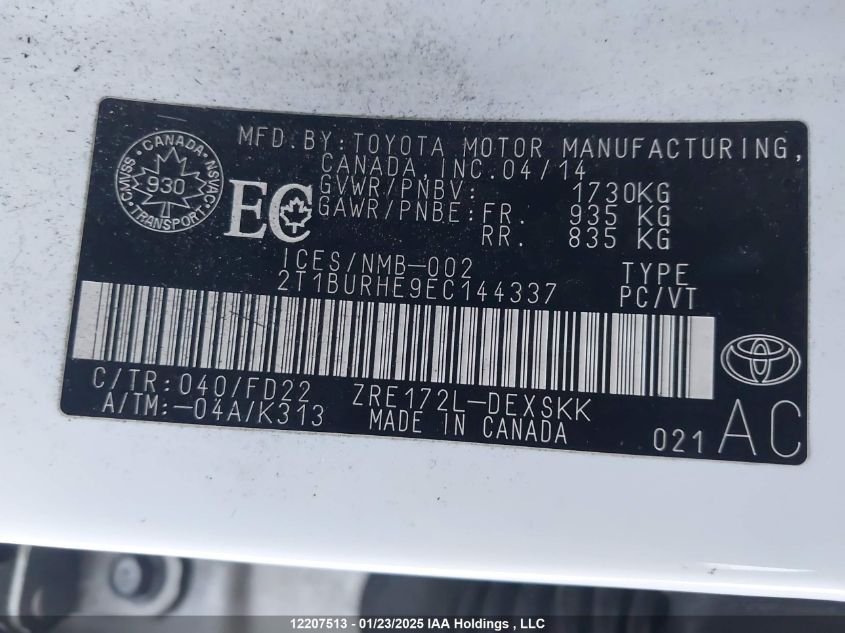 MFD.BY:TOYOTA MOTOR MANUFACTURING,
CANADA,INC.04/14
GVWR/PNBV: 1730KG
GAWR/PNBE:FR. 935 KG
RR. 835 KG
CANADA
CMVSS 930 NSVAC
TRANSPORT
EC
ICES/NMB-002 TYPE
2T1BURHE9EC144337 PC/VT
C/TR:040/FD22 ZRE172L-DEXSKK
A/TM:-04A/K313 MADE IN CANADA 021 AC
12207513 - 01/23/2025 IAA Holdings , LLC